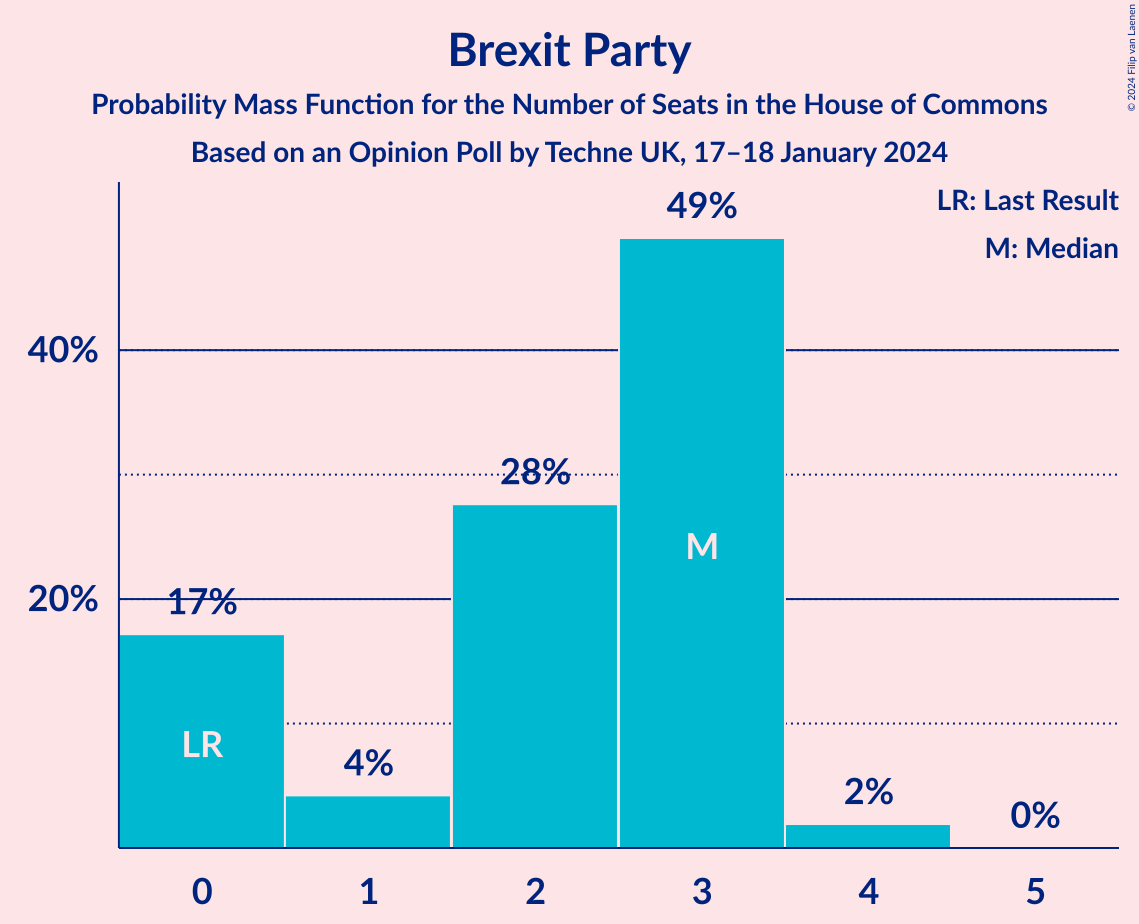 Brexit Party
Probability Mass Function for the Number of Seats in the House of Commons
Based on an Opinion Poll by Techne UK, 17–18 January 2024
© 2024 Filip van Laenen
LR: Last Result
M: Median
49%
40%
28%
M
20%
17%
LR
4%
2%
0%
0 1 2 3 4 5